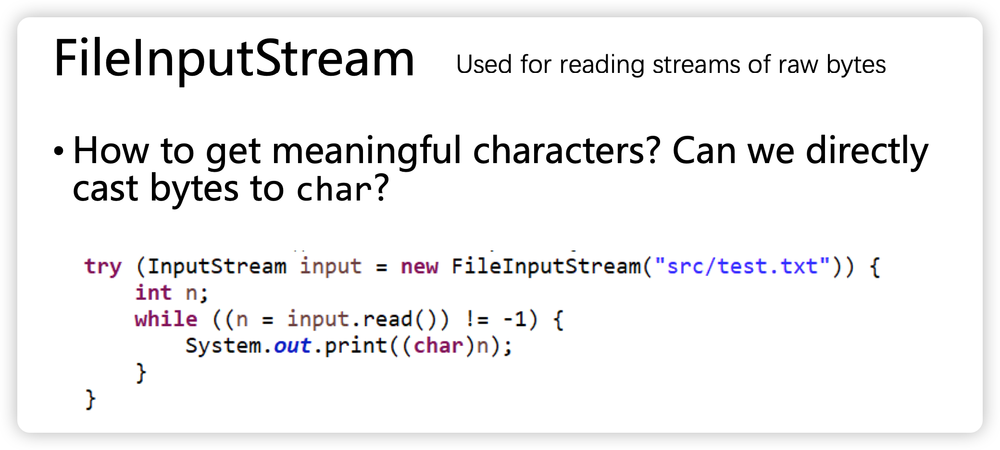 FileInputStream Used for reading streams of raw bytes
• How to get meaningful characters? Can we directly
cast bytes to char?
try (InputStream input = new FileInputStream("src/test.txt")) {
    int n;
    while ((n = input.read()) != -1) {
        System.out.print((char)n);
    }
}